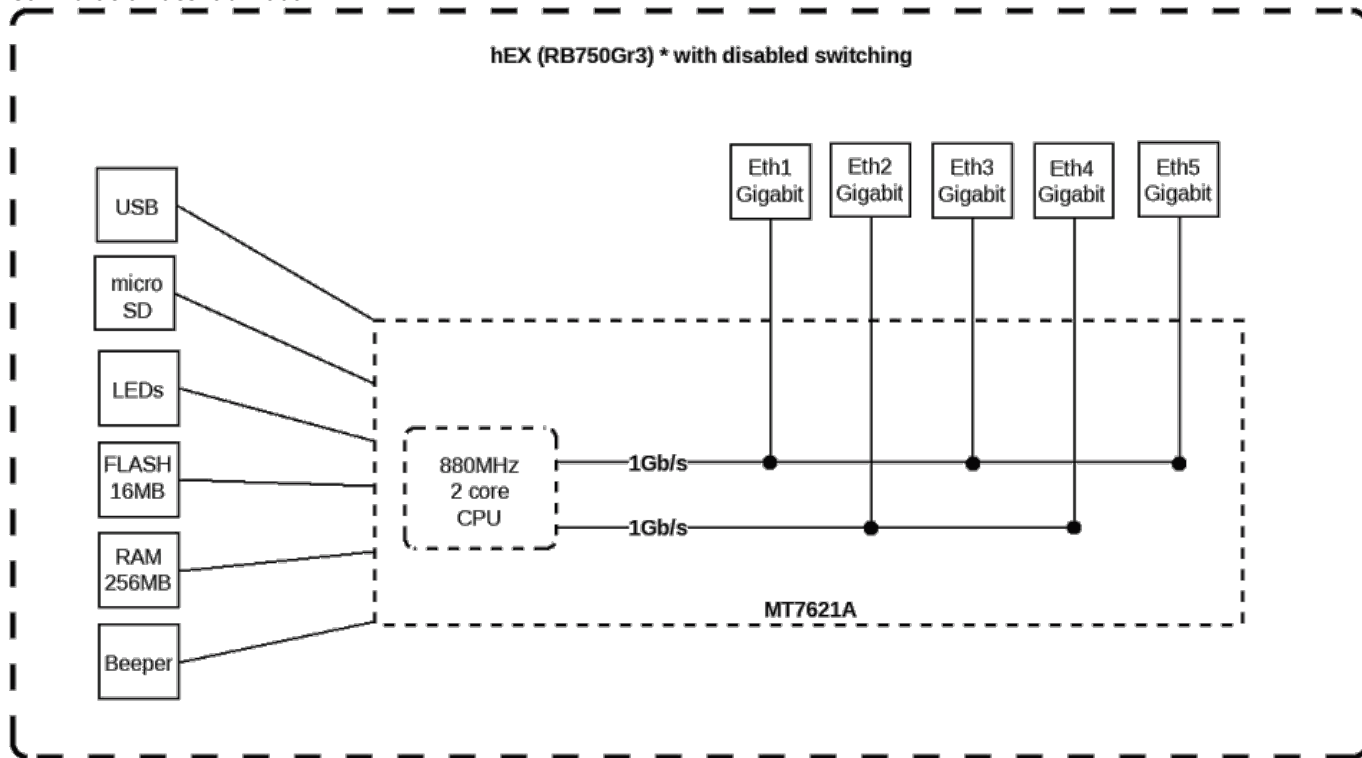 hEX (RB750Gr3) * with disabled switching
Eth1
Gigabit
Eth2
Gigabit
Eth3
Gigabit
Eth4
Gigabit
Eth5
Gigabit
USB
micro
SD
LEDs
FLASH
16MB
RAM
256MB
Beeper
880MHz
2 core
CPU
1Gb/s
1Gb/s
MT7621A